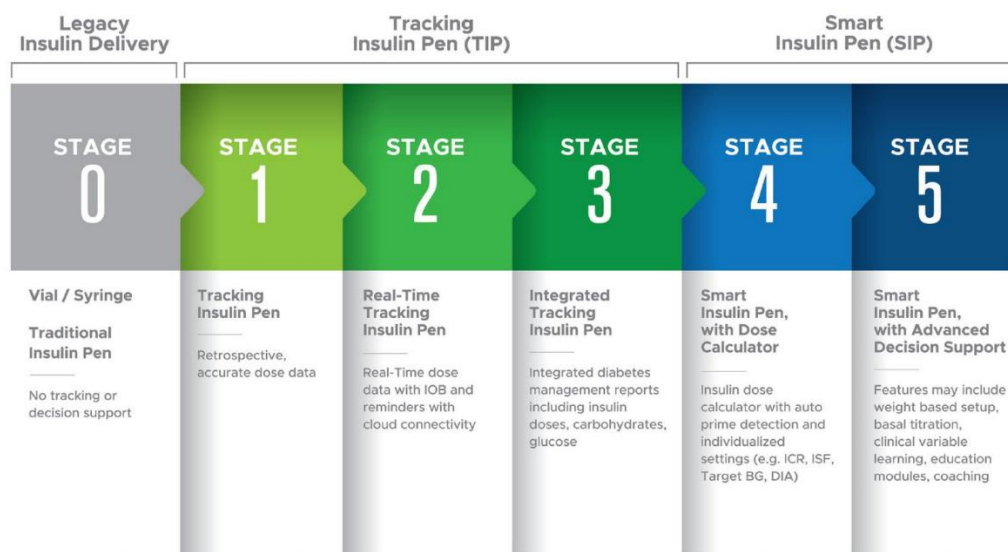 Legacy
Insulin Delivery
Tracking
Insulin Pen (TIP)
Smart
Insulin Pen (SIP)
STAGE
0
STAGE
1
STAGE
2
STAGE
3
STAGE
4
STAGE
5
Vial / Syringe
Traditional
Insulin Pen
No tracking or
decision support
Tracking
Insulin Pen
Retrospective,
accurate dose data
Real-Time
Tracking
Insulin Pen
Real-Time dose
data with IOB and
reminders with
cloud connectivity
Integrated
Tracking
Insulin Pen
Integrated diabetes
management reports
including insulin
doses, carbohydrates,
glucose
Smart
Insulin Pen,
with Dose
Calculator
Insulin dose
calculator with auto
prime detection and
individualized
settings (e.g. ICR, ISF,
Target BG, DIA)
Smart
Insulin Pen,
with Advanced
Decision Support
Features may include
weight based setup,
basal titration,
clinical variable
learning, education
modules, coaching